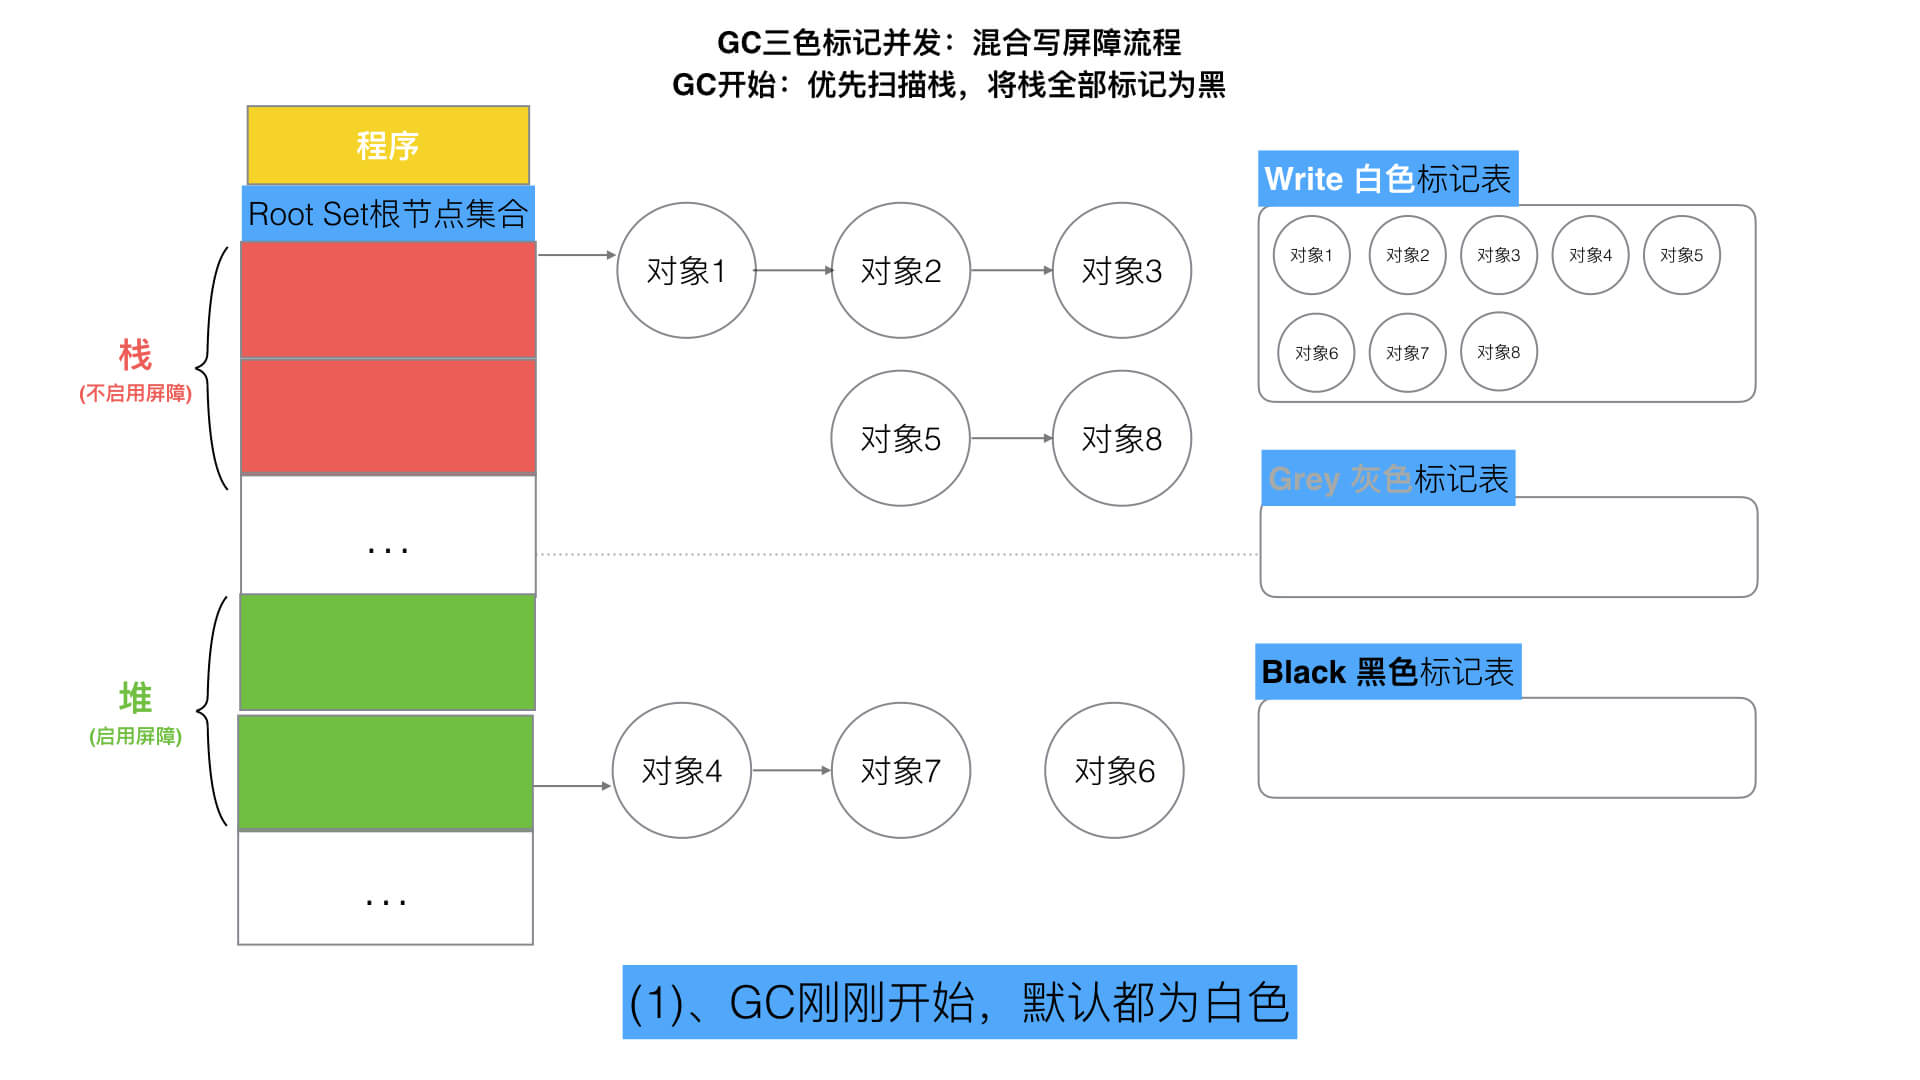 GC三色标记并发：混合写屏障流程
GC开始：优先扫描栈，将栈全部标记为黑
程序
Root Set根节点集合
栈
(不启用屏障)
...
堆
(启用屏障)
...
对象1
对象2
对象3
对象5
对象8
对象4
对象7
对象6
Write 白色标记表
对象1
对象2
对象3
对象4
对象5
对象6
对象7
对象8
Grey 灰色标记表
Black 黑色标记表
(1)、GC刚刚开始，默认都为白色